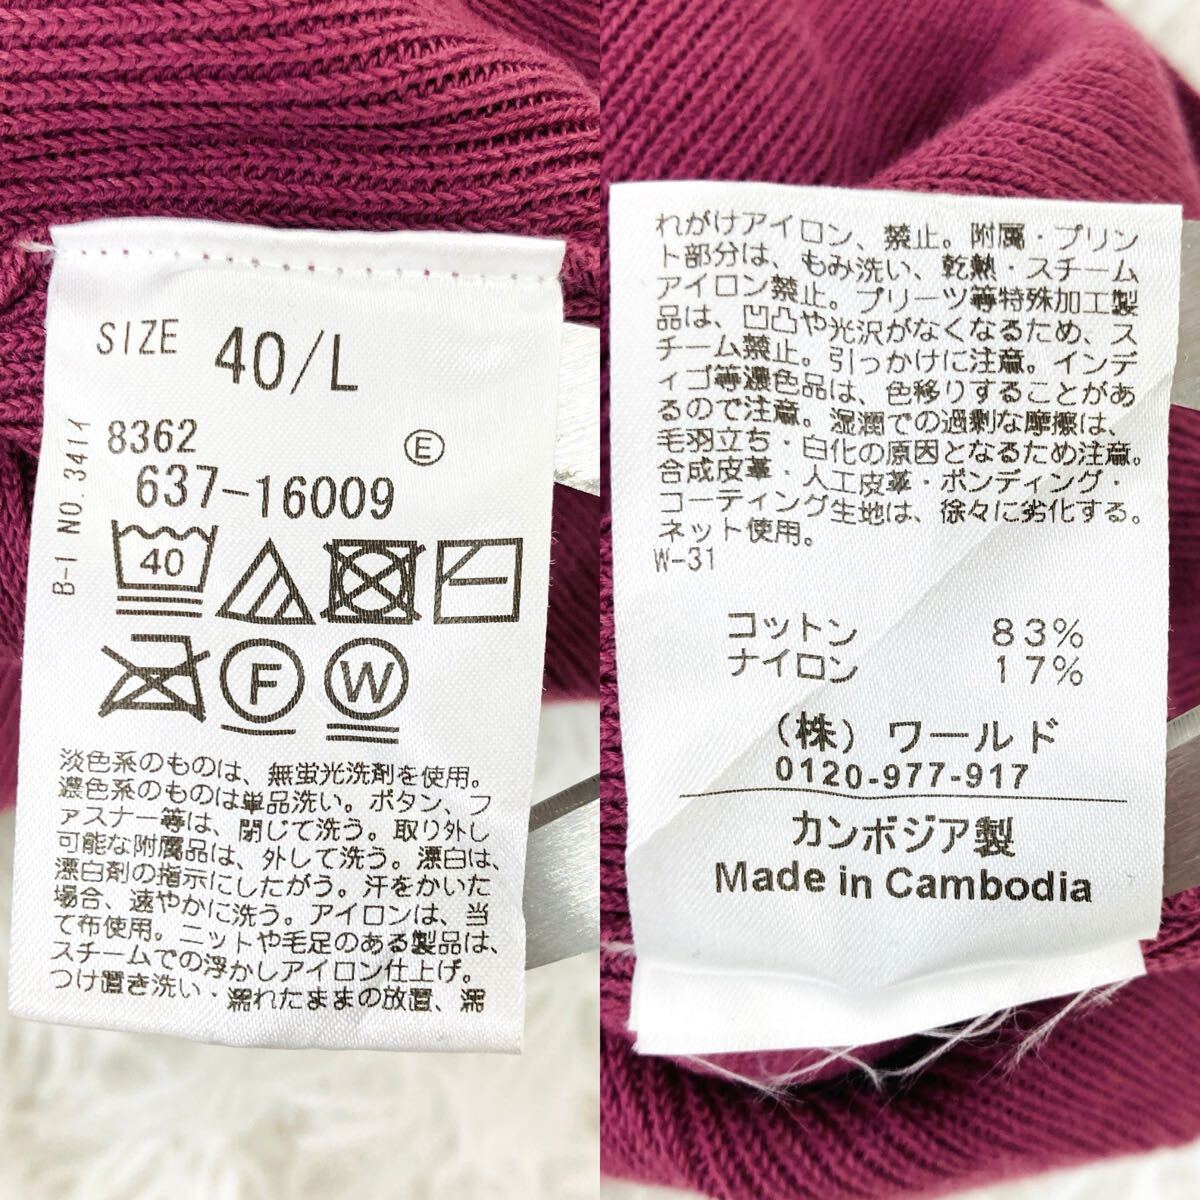 SIZE 40/L
8362
E
637-16009
B-1 NO.341イ
40
F
W
淡色系のものは、無蛍光洗剤を使用。
濃色系のものは単品洗い。ボタン、フ
ァスナー等は、閉じて洗う。取り外し
可能な附属品は、外して洗う。漂白は、
漂白剤の指示にしたがう。汗をかいた
場合、速やかに洗う。アイロンは、当
て布使用。ニットや毛足のある製品は、
スチームでの浮かしアイロン仕上げ。
つけ置き洗い・濡れたままの放置、濡
れがけアイロン、禁止。附属・プリン
ト部分は、もみ洗い、乾熱・スチーム
アイロン禁止。プリーツ等特殊加工製
品は、凹凸や光沢がなくなるため、ス
チーム禁止。引っかけに注意。インデ
ィゴ等濃色品は、色移りすることがあ
るので注意。湿潤での過剰な摩擦は、
毛羽立ち・白化の原因となるため注意。
合成皮革・人工皮革・ボンディング・
コーティング生地は、徐々に劣化する。
ネット使用。
W-31
コットン 83%
ナイロン 17%
(株) ワールド
0120-977-917
カンボジア製
Made in Cambodia